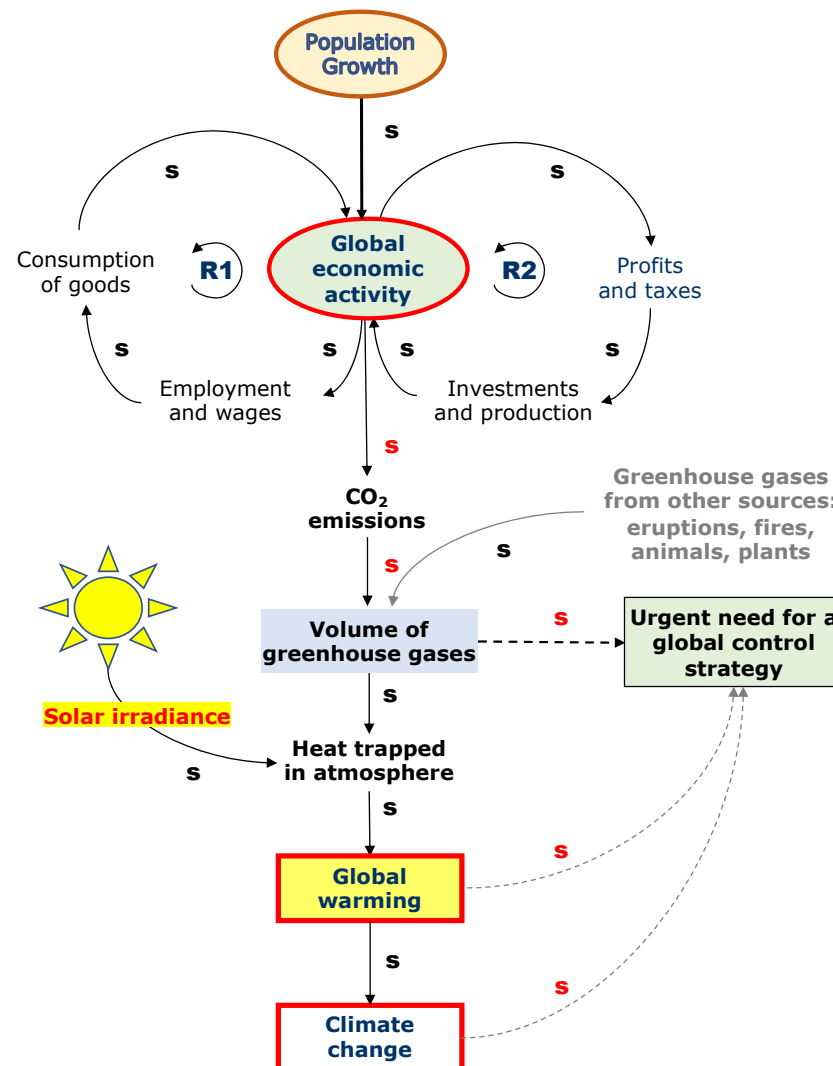 Population
Growth
s
s
s
Global
economic
activity
R1
R2
Consumption
of goods
Profits
and taxes
s
s
s
s
Employment
and wages
Investments
and production
s
Greenhouse gases
from other sources:
eruptions, fires,
animals, plants
CO₂
emissions
s
s
Volume of
greenhouse gases
s
Urgent need for a
global control
strategy
s
Solar irradiance
s
Heat trapped
in atmosphere
s
Global
warming
s
s
s
Climate
change